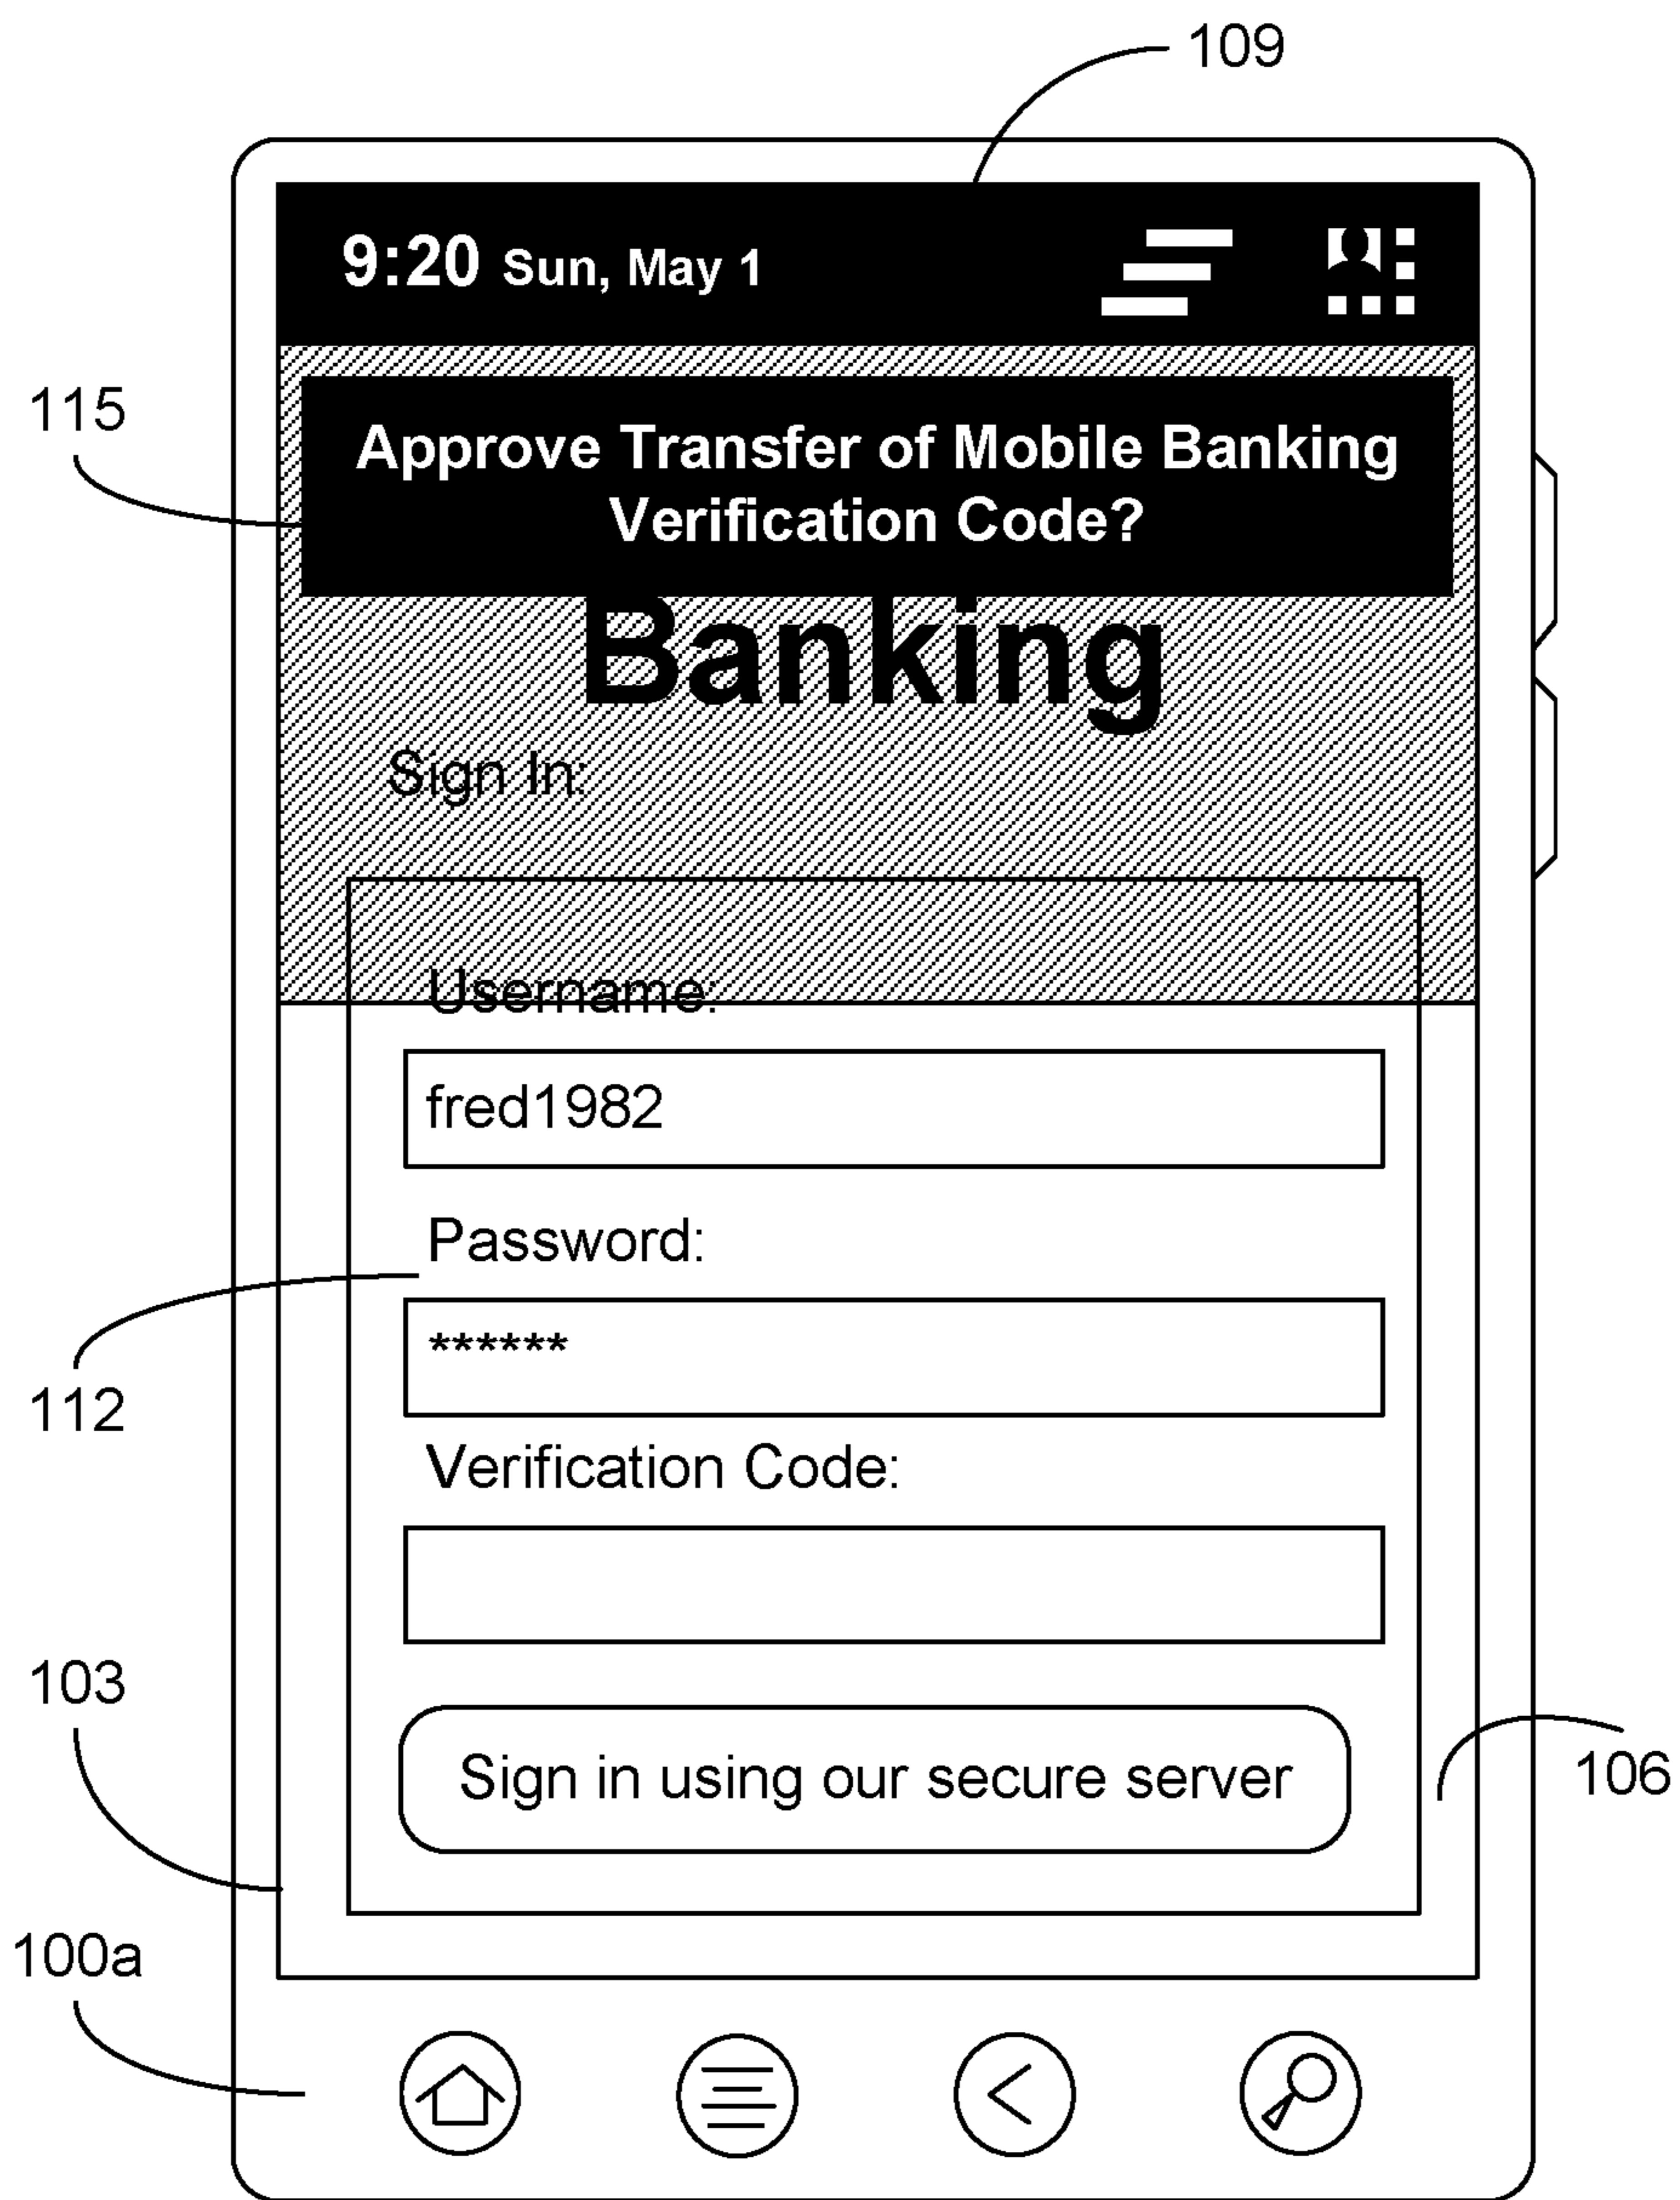 109
9:20 Sun, May 1
115
Approve Transfer of Mobile Banking
Verification Code?
Banking
Sign In:
Username:
fred1982
Password:
******
112
Verification Code:
103
Sign in using our secure server
106
100a